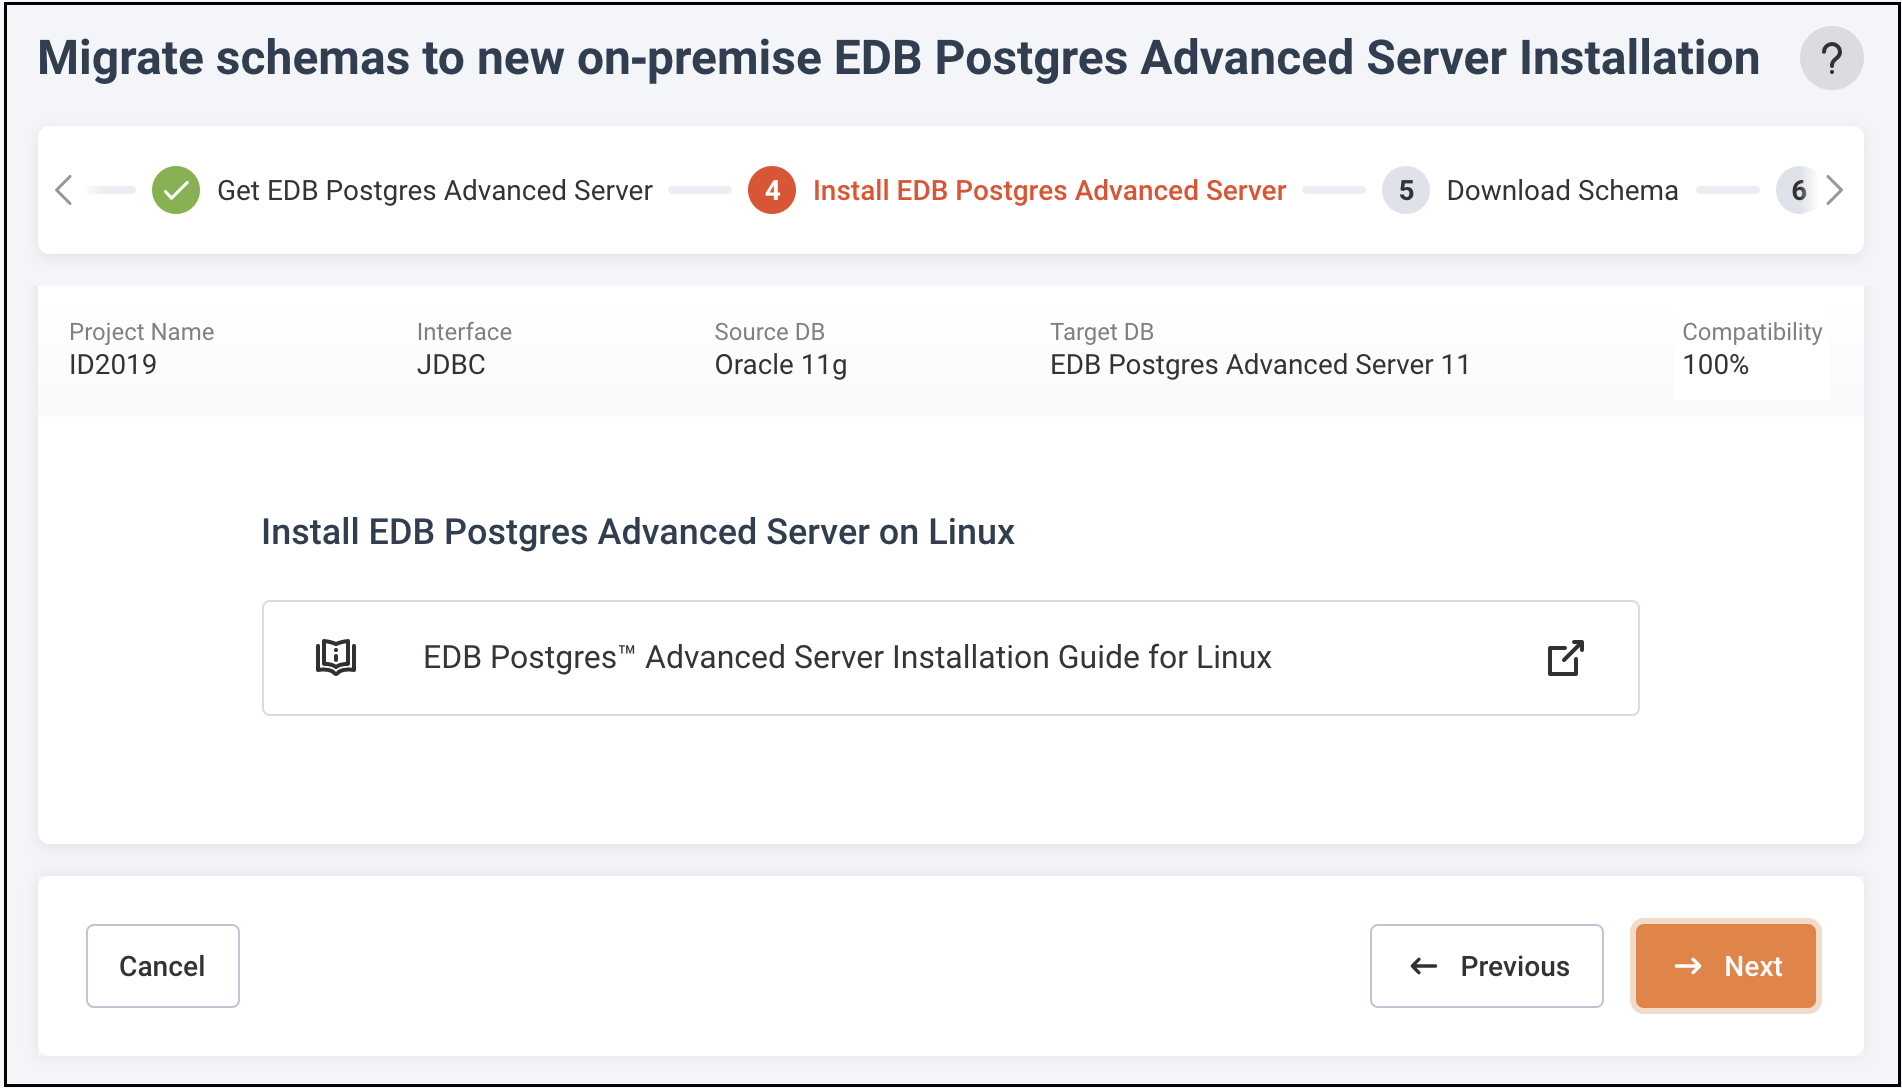 Migrate schemas to new on-premise EDB Postgres Advanced Server Installation ?
Get EDB Postgres Advanced Server 4 Install EDB Postgres Advanced Server 5 Download Schema 6
Project Name Interface Source DB Target DB Compatibility
ID2019 JDBC Oracle 11g EDB Postgres Advanced Server 11 100%
Install EDB Postgres Advanced Server on Linux
EDB Postgres™ Advanced Server Installation Guide for Linux
Cancel Previous Next